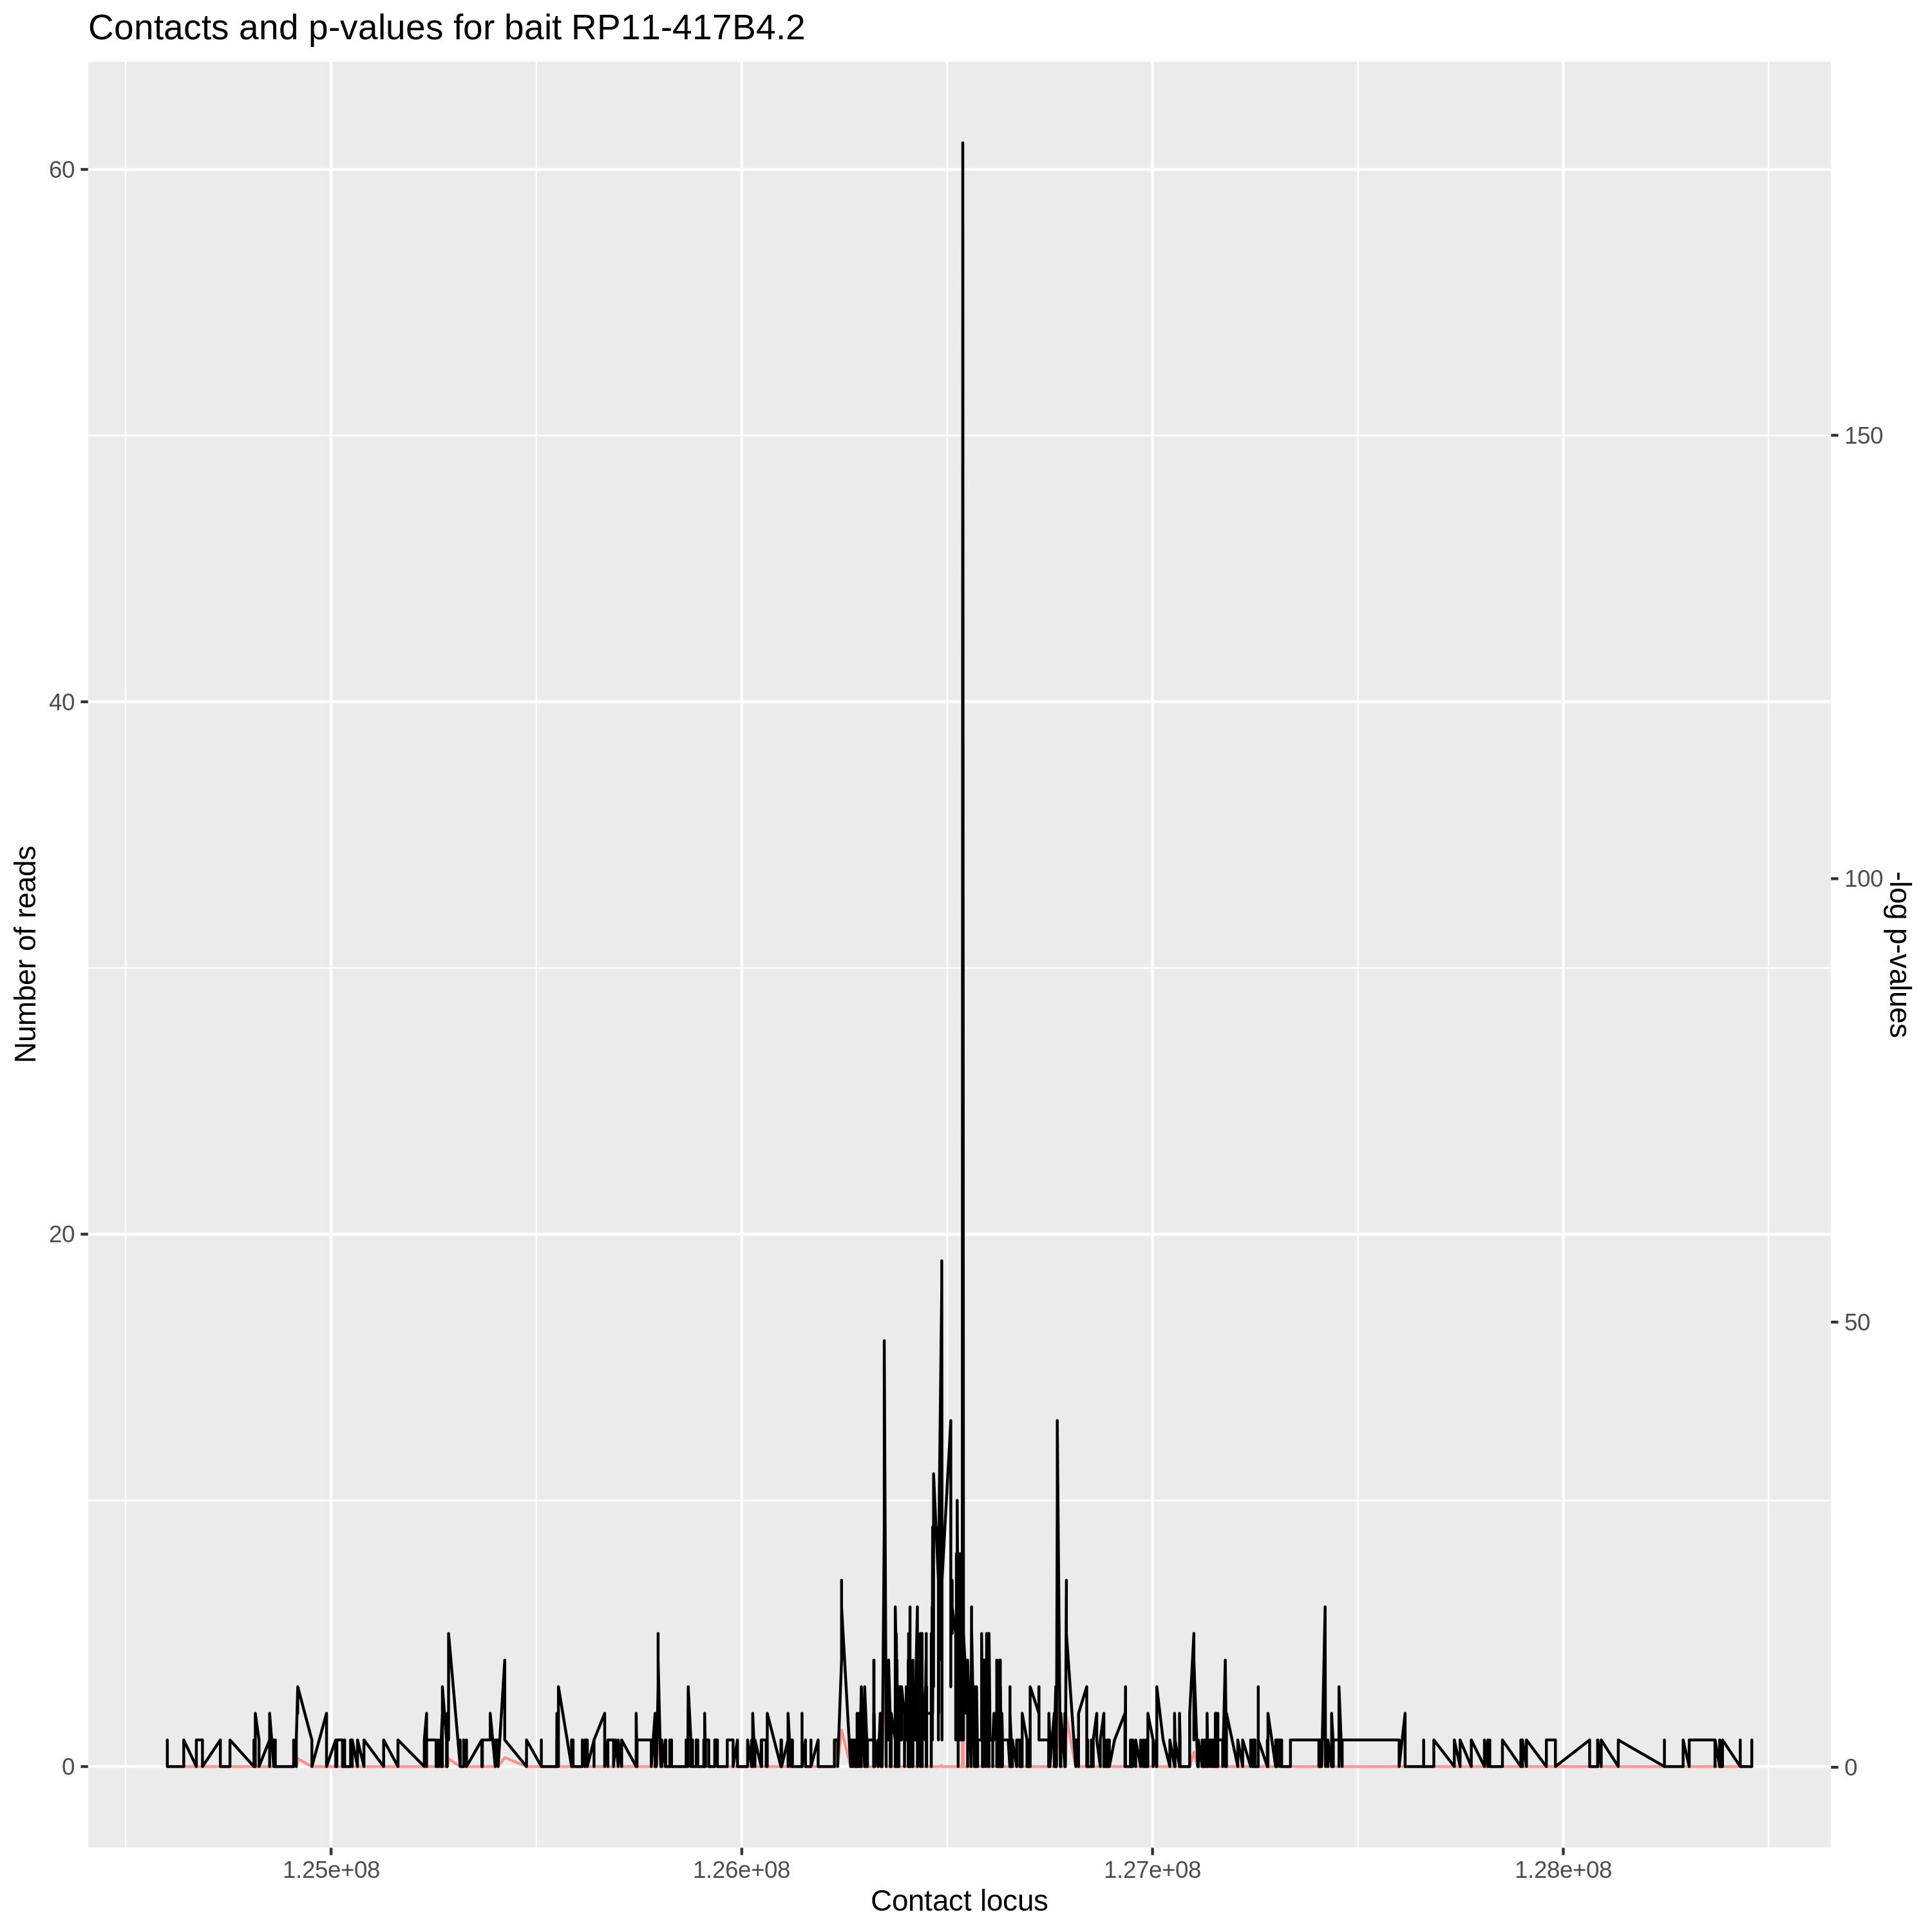 Contacts and p-values for bait RP11-417B4.2
60
40
20
0
Number of reads
150
100
50
0
-log p-values
1.25e+08
1.26e+08
1.27e+08
1.28e+08
Contact locus